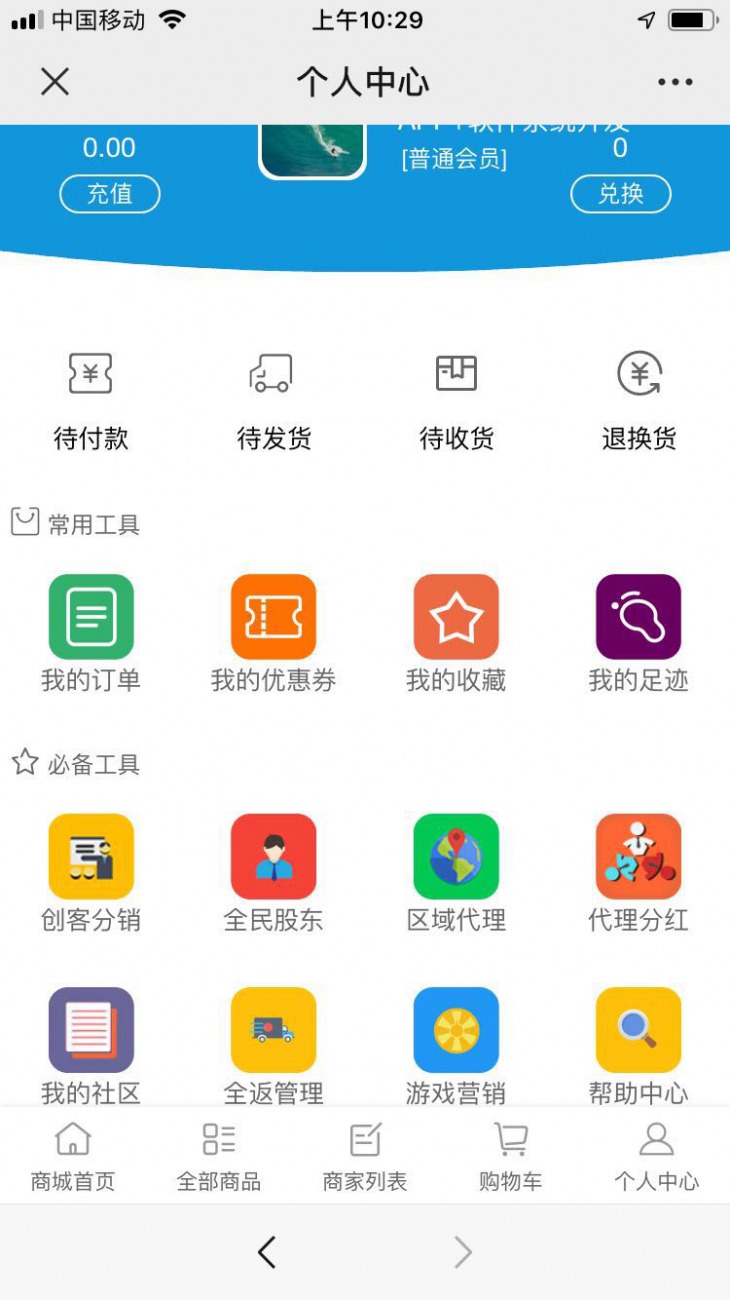 中国移动 上午10:29
个人中心
0.00 0
[普通会员]
充值 兑换
待付款 待发货 待收货 退换货
常用工具
我的订单 我的优惠券 我的收藏 我的足迹
必备工具
创客分销 全民股东 区域代理 代理分红
我的社区 全返管理 游戏营销 帮助中心
商城首页 全部商品 商家列表 购物车 个人中心